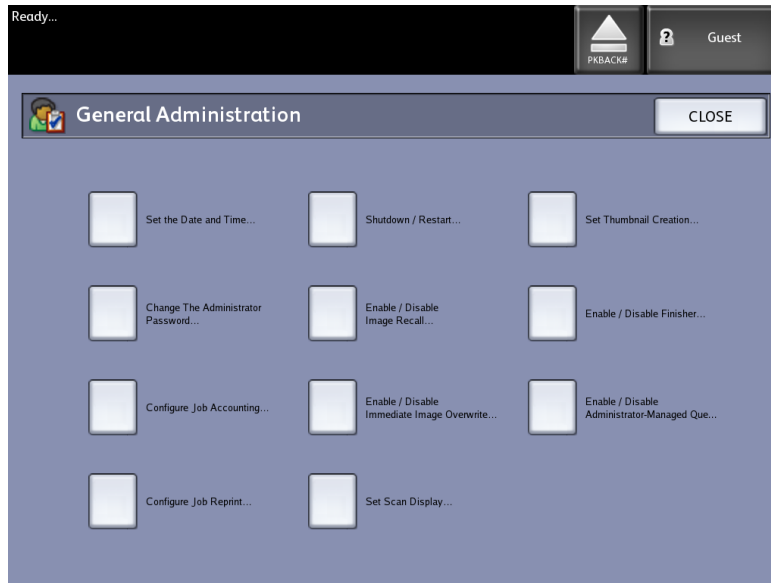 Ready...
PKBACK#
Guest
General Administration
CLOSE
Set the Date and Time...
Shutdown / Restart...
Set Thumbnail Creation...
Change The Administrator
Password...
Enable / Disable
Image Recall...
Enable / Disable Finisher...
Configure Job Accounting...
Enable / Disable
Immediate Image Overwrite...
Enable / Disable
Administrator-Managed Que...
Configure Job Reprint...
Set Scan Display...